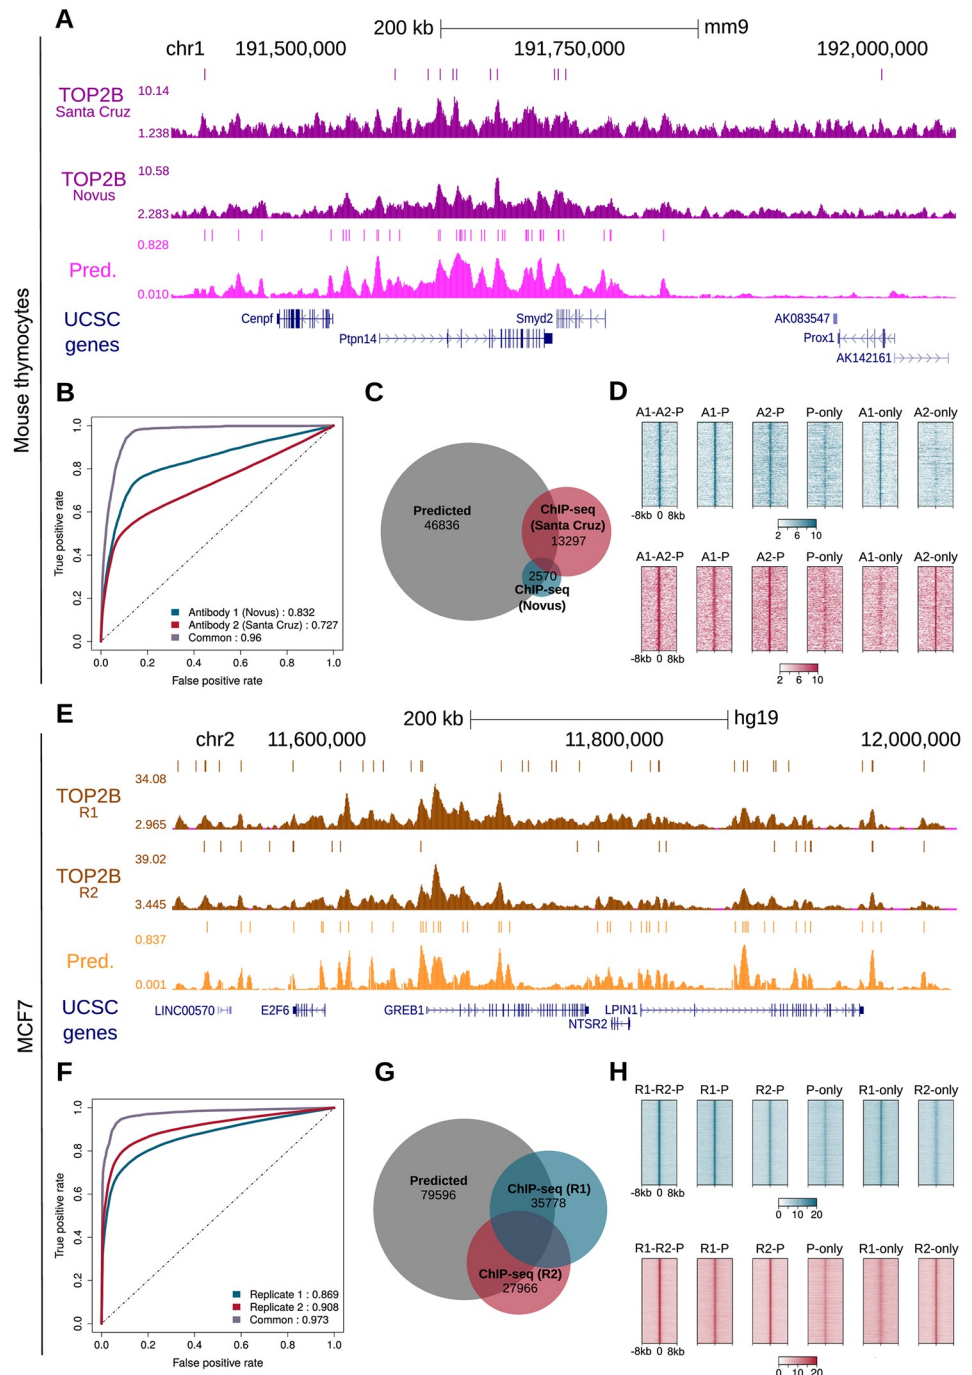 A
200 kb mm9
chr1 191,500,000 191,750,000 192,000,000
Mouse thymocytes
TOP2B
Santa Cruz
10.14
1.238
TOP2B
Novus
10.58
2.283
Pred.
0.828
0.010
UCSC
genes
Cenpf
Ptpn14
Smyd2
AK083547
Prox1
AK142161
B
True positive rate
1.0
0.8
0.6
0.4
0.2
0.0
Antibody 1 (Novus) : 0.832
Antibody 2 (Santa Cruz) : 0.727
Common : 0.96
0.0 0.2 0.4 0.6 0.8 1.0
False positive rate
C
Predicted
46836
ChIP-seq
(Santa Cruz)
13297
2570
ChIP-seq
(Novus)
D
A1-A2-P A1-P A2-P P-only A1-only A2-only
-8kb 0 8kb
2 6 10
A1-A2-P A1-P A2-P P-only A1-only A2-only
-8kb 0 8kb
2 6 10
E
200 kb hg19
chr2 11,600,000 11,800,000 12,000,000
MCF7
TOP2B
R1
34.08
2.965
TOP2B
R2
39.02
3.445
Pred.
0.837
0.001
UCSC
genes
LINC00570
E2F6
GREB1
NTSR2
LPIN1
F
True positive rate
1.0
0.8
0.6
0.4
0.2
0.0
Replicate 1 : 0.869
Replicate 2 : 0.908
Common : 0.973
0.0 0.2 0.4 0.6 0.8 1.0
False positive rate
G
Predicted
79596
ChIP-seq (R1)
35778
ChIP-seq (R2)
27966
H
R1-R2-P R1-P R2-P P-only R1-only R2-only
-8kb 0 8kb
0 10 20
R1-R2-P R1-P R2-P P-only R1-only R2-only
-8kb 0 8kb
0 10 20